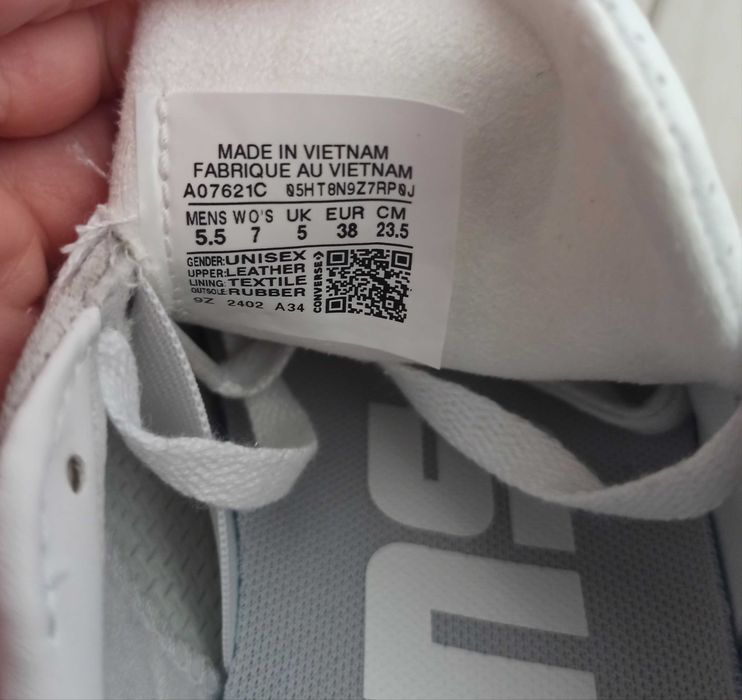 MADE IN VIETNAM
FABRIQUE AU VIETNAM
A07621C 05HT8N9Z7RP0J
MENS WO'S UK EUR CM
5.5 7 5 38 23.5
GENDER:UNISEX
UPPER:LEATHER
LINING:TEXTILE
OUTSOLE:RUBBER
9Z 2402 A34
CONVERSE